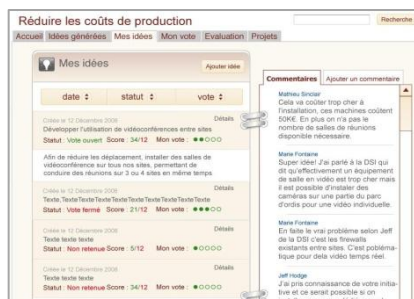 Réduire les coûts de production
Recherche
Accueil Idées générées Mes idées Mon vote Evaluation Projets
Mes idées
Ajouter idée
date statut vote
Créée le 12 Décembre 2008 Détails
Développer l'utilisation de vidéoconférences entre sites
Statut : Vote ouvert Score : 34/12 Mon vote :
Afin de réduire les déplacement, installer des salles de
vidéoconférence sur tous nos sites, permettant de
conduire des réunions sur 3 ou 4 sites en même temps
Créée le 12 Décembre 2008 Détails
Texte, TexteTexteTexteTexteTexteTexteTexteTexte
Statut : Vote fermé Score : 21/12 Mon vote :
Créée le 12 Décembre 2008 Détails
Texte texte texte
Statut : Non retenue Score : 5/12 Mon vote :
Créée le 12 Décembre 2008 Détails
Texte texte texte
Statut : Non retenue Score : 34/12 Mon vote :
Commentaires Ajouter un commentaire
Mathieu Sinclair
Cela va coûter trop cher à
l'installation, ces machines coûtent
50KE. En plus on n'a pas le
nombre de salles de réunions
disponible nécessaire.
Marie Fontaine
Super idée! J'ai parlé à la DSI qui
dit qu'effectivement un équipement
de salle en vidéo est trop cher mais
il est possible d'installer des
caméras sur une partie du parc
d'ordis pour une vidéo individuelle.
Marie Fontaine
En faite le vrai problème selon Jeff
de la DSI c'est les firewalls
existants entre sites. C'est pobléma-
tique pour dela vidéo temps réel.
Jeff Hodge
J'ai pris connaissance de votre initia-
tive et ce serait possible si on